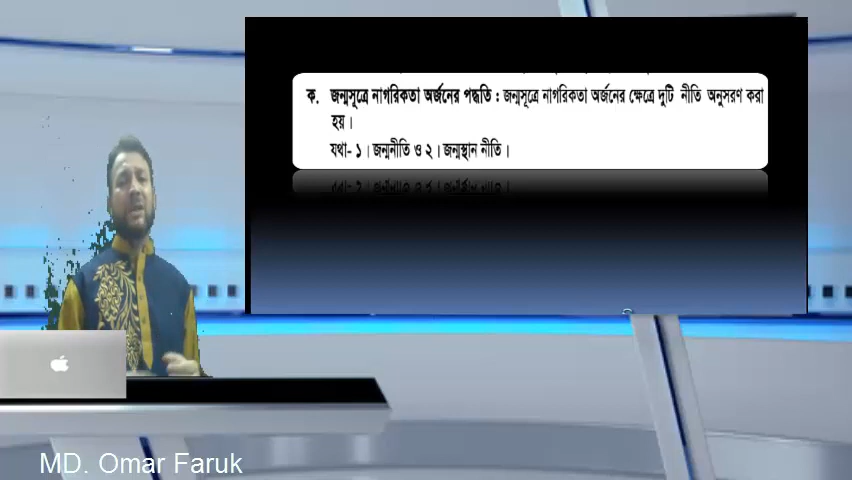 ক. জন্মসূত্রে নাগরিকতা অর্জনের পদ্ধতি : জন্মসূত্রে নাগরিকতা অর্জনের ক্ষেত্রে দুটি নীতি অনুসরণ করা
হয়।
যথা- ১। জন্মনীতি ও ২। জন্মস্থান নীতি।
MD. Omar Faruk